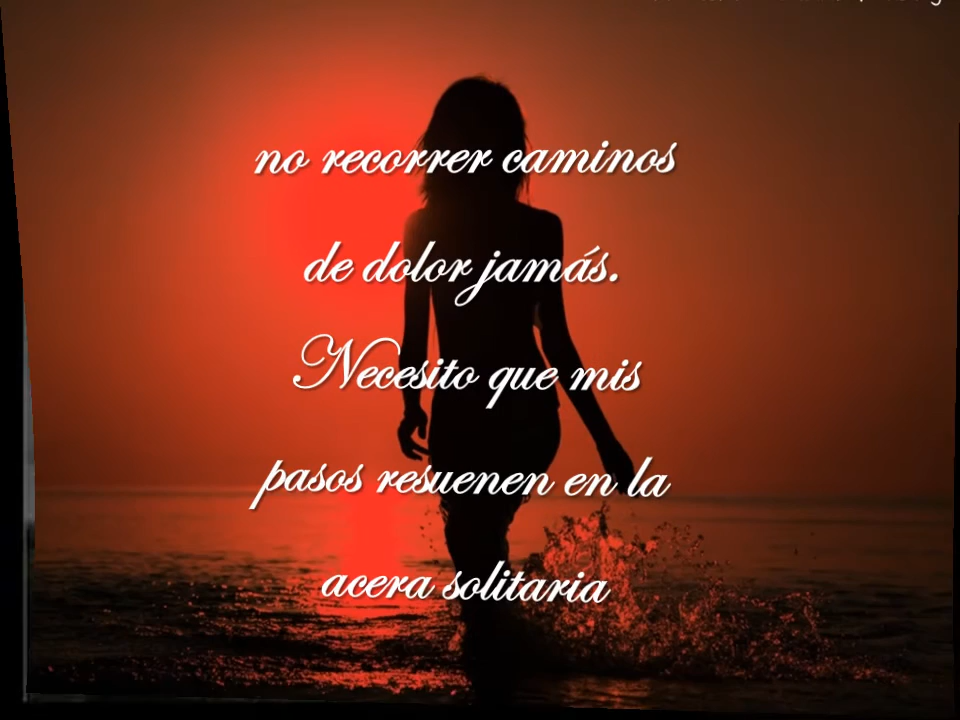 no recorrer caminos
de dolor jamás.
Necesito que mis
pasos resuenen en la
acera solitaria